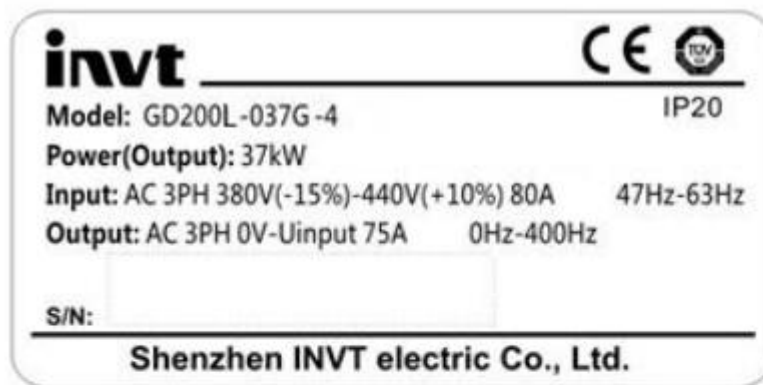 invt
CE TÜV
IP20
Model: GD200L-037G-4
Power(Output): 37kW
Input: AC 3PH 380V(-15%)-440V(+10%) 80A 47Hz-63Hz
Output: AC 3PH 0V-Uinput 75A 0Hz-400Hz
S/N:
Shenzhen INVT electric Co., Ltd.